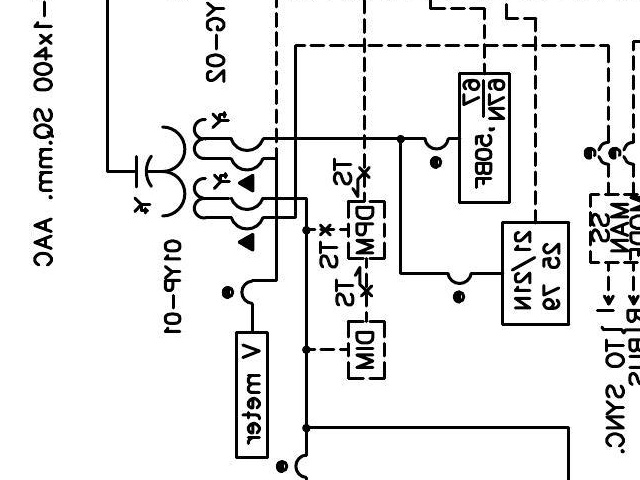 -1x400 SQ.mm. AAC
YG-02
Y
Y
Y
01YP-01
V meter
TS
TS
TS
DPM
DIM
67N,50BF
67
25 79
21/21N
MAN
SS
I
TO SYNC.